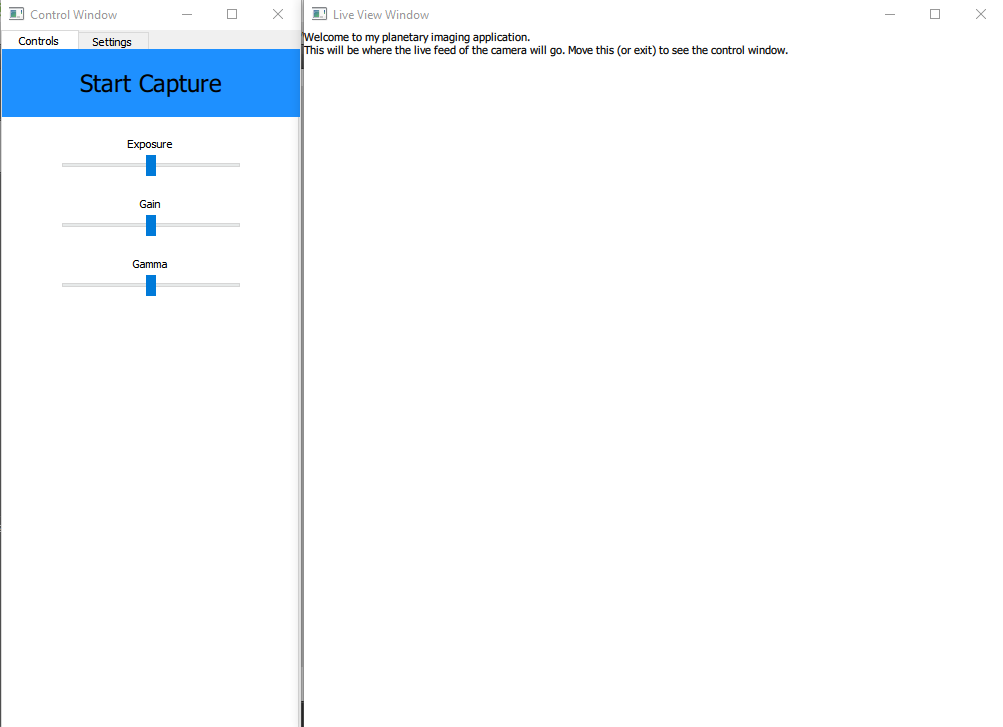 Control Window
Controls
Settings
Start Capture
Exposure
Gain
Gamma
Live View Window
Welcome to my planetary imaging application.
This will be where the live feed of the camera will go. Move this (or exit) to see the control window.